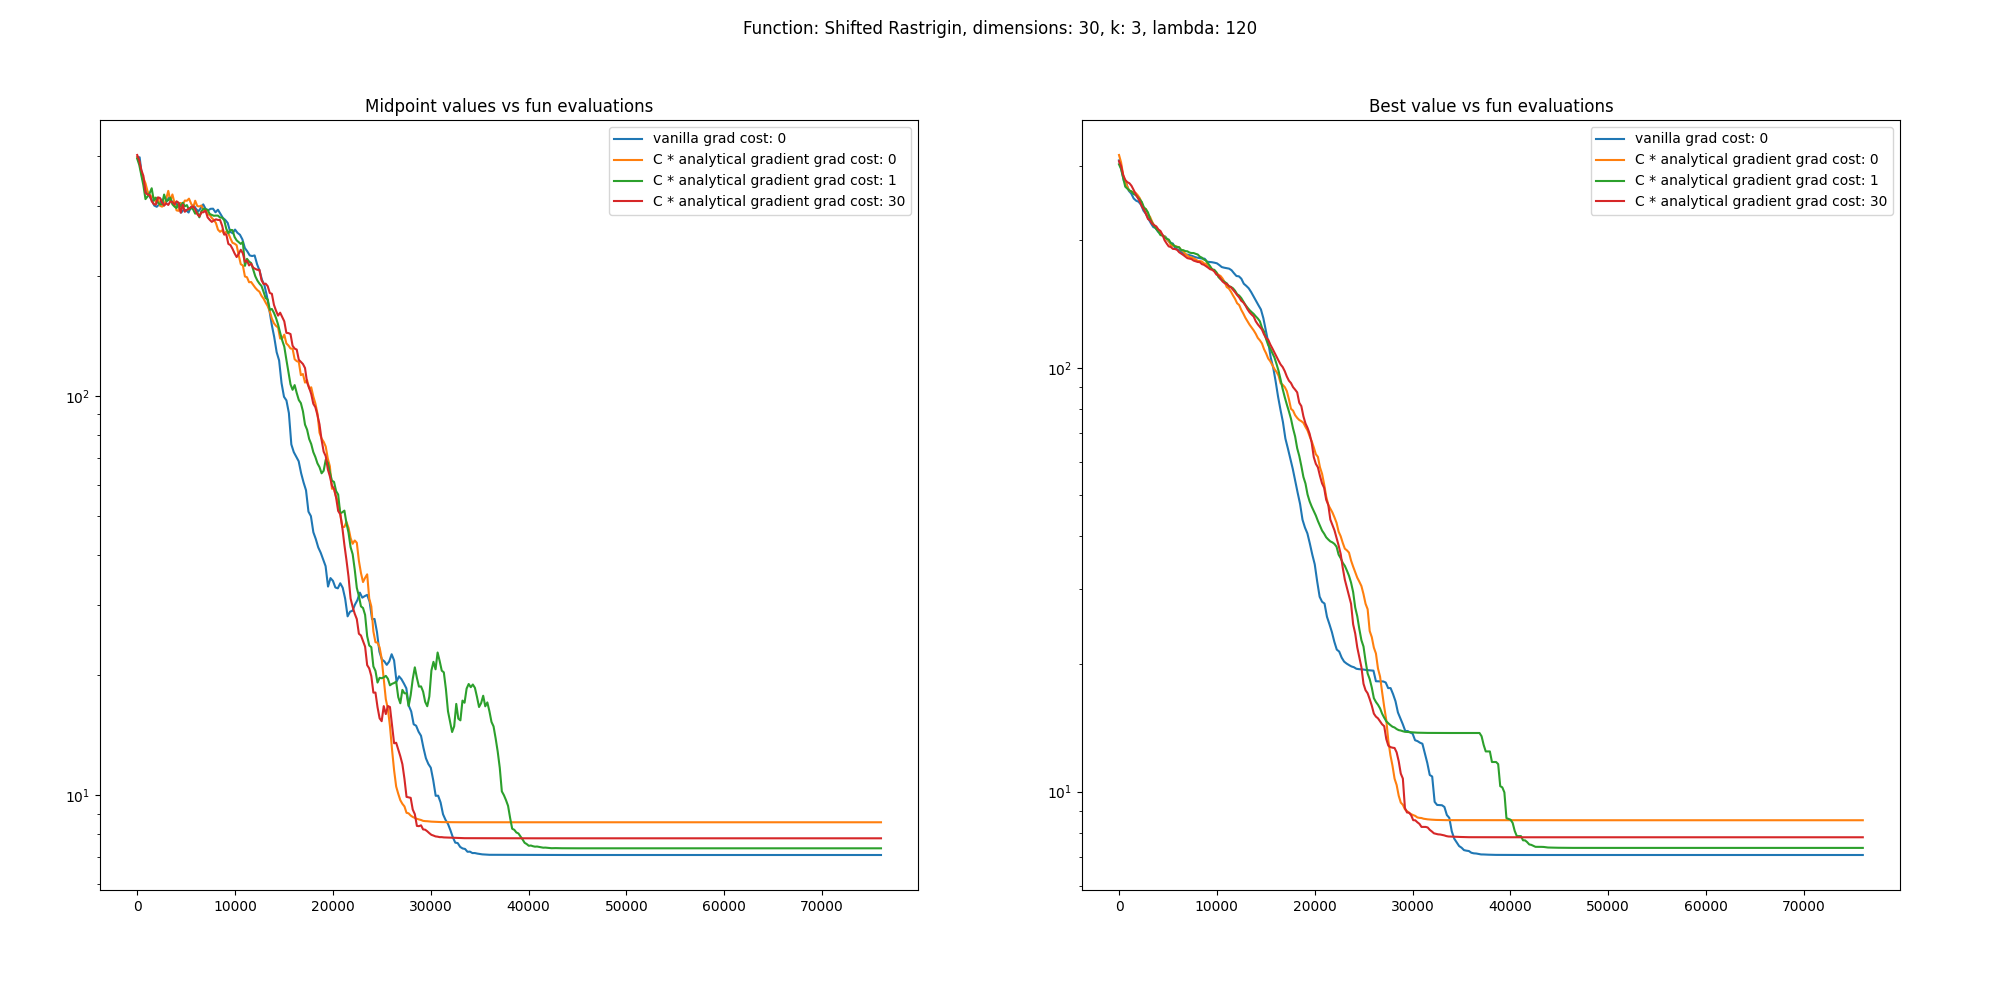 Function: Shifted Rastrigin, dimensions: 30, k: 3, lambda: 120
Midpoint values vs fun evaluations
vanilla grad cost: 0
C * analytical gradient grad cost: 0
C * analytical gradient grad cost: 1
C * analytical gradient grad cost: 30
10²
10¹
0 10000 20000 30000 40000 50000 60000 70000
Best value vs fun evaluations
vanilla grad cost: 0
C * analytical gradient grad cost: 0
C * analytical gradient grad cost: 1
C * analytical gradient grad cost: 30
10²
10¹
0 10000 20000 30000 40000 50000 60000 70000